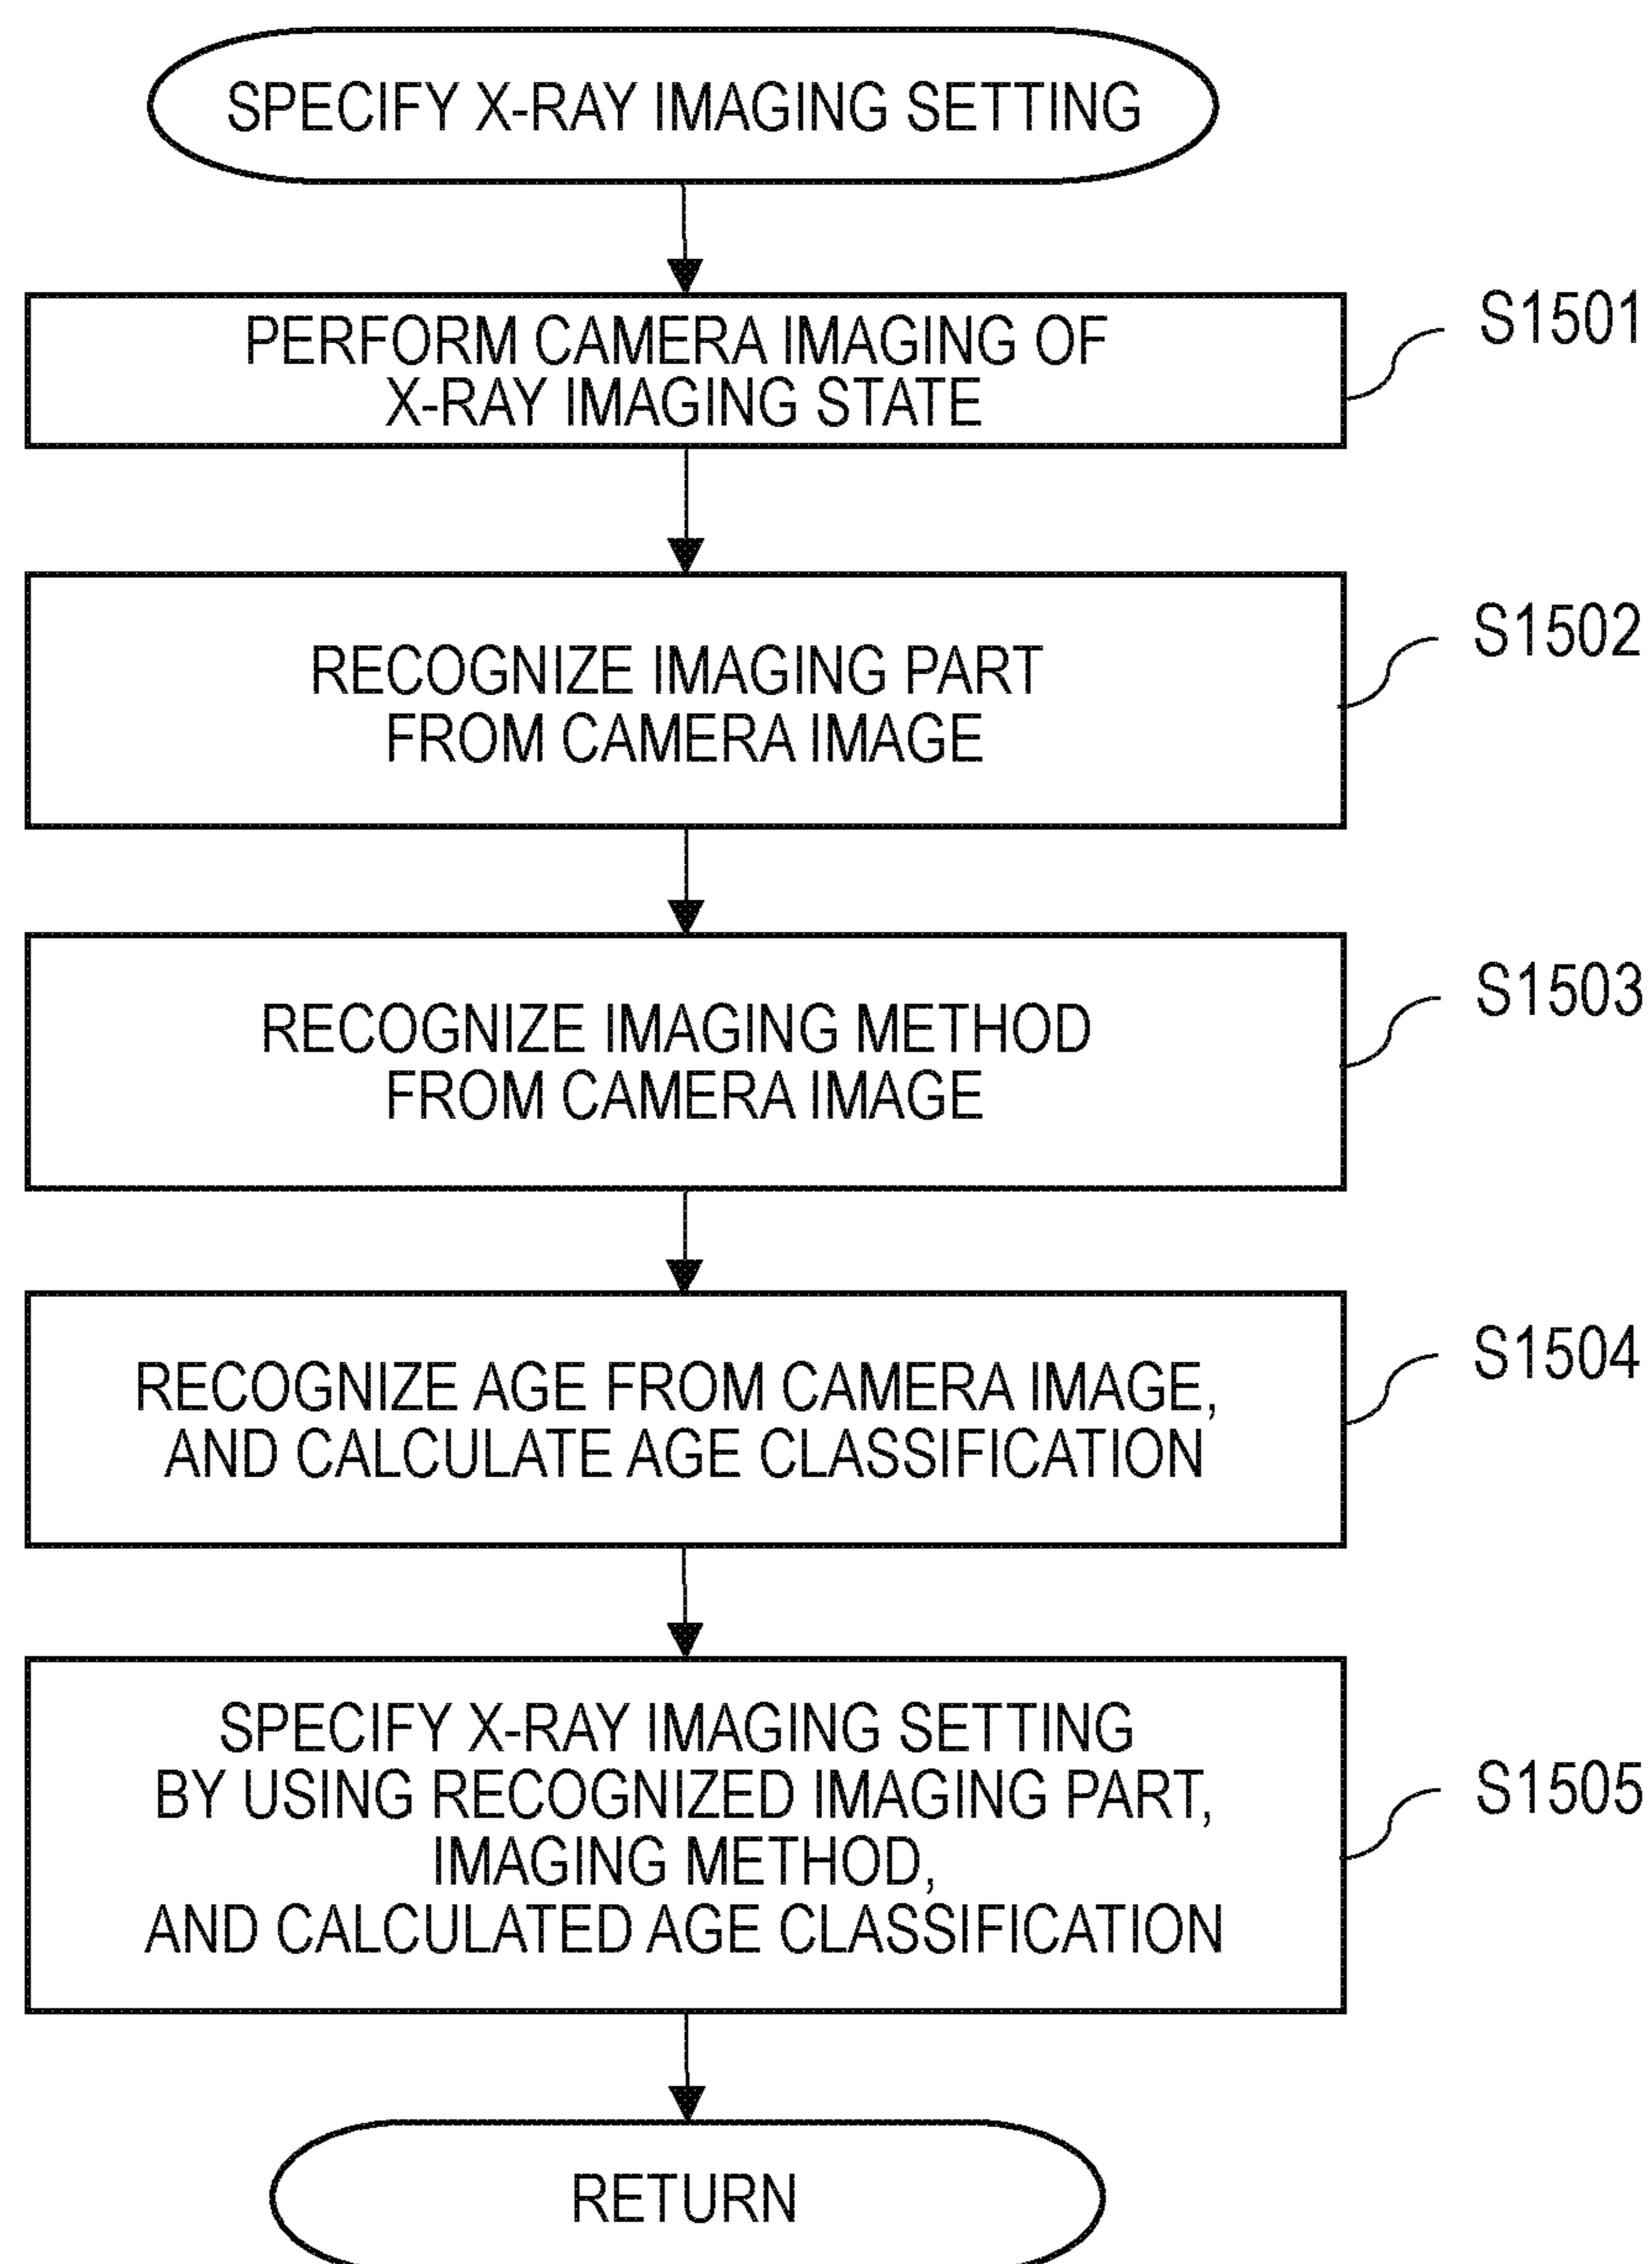 SPECIFY X-RAY IMAGING SETTING
PERFORM CAMERA IMAGING OF
X-RAY IMAGING STATE
S1501
RECOGNIZE IMAGING PART
FROM CAMERA IMAGE
S1502
RECOGNIZE IMAGING METHOD
FROM CAMERA IMAGE
S1503
RECOGNIZE AGE FROM CAMERA IMAGE,
AND CALCULATE AGE CLASSIFICATION
S1504
SPECIFY X-RAY IMAGING SETTING
BY USING RECOGNIZED IMAGING PART,
IMAGING METHOD,
AND CALCULATED AGE CLASSIFICATION
S1505
RETURN